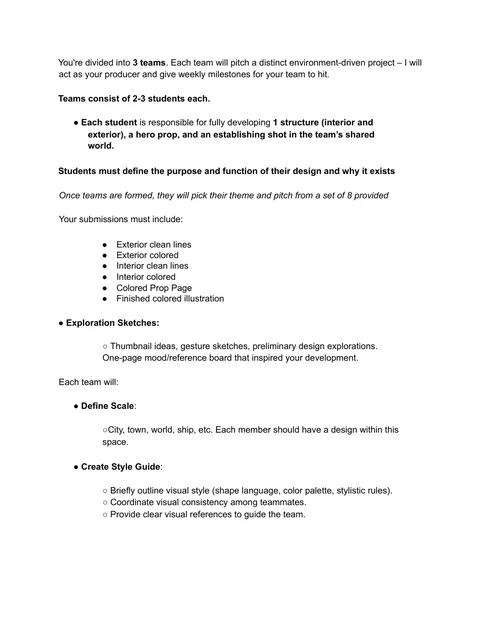 You're divided into 3 teams. Each team will pitch a distinct environment-driven project – I will
act as your producer and give weekly milestones for your team to hit.
Teams consist of 2-3 students each.
● Each student is responsible for fully developing 1 structure (interior and
exterior), a hero prop, and an establishing shot in the team's shared
world.
Students must define the purpose and function of their design and why it exists
Once teams are formed, they will pick their theme and pitch from a set of 8 provided
Your submissions must include:
● Exterior clean lines
● Exterior colored
● Interior clean lines
● Interior colored
● Colored Prop Page
● Finished colored illustration
● Exploration Sketches:
○ Thumbnail ideas, gesture sketches, preliminary design explorations.
One-page mood/reference board that inspired your development.
Each team will:
● Define Scale:
○City, town, world, ship, etc. Each member should have a design within this
space.
● Create Style Guide:
○ Briefly outline visual style (shape language, color palette, stylistic rules).
○ Coordinate visual consistency among teammates.
○ Provide clear visual references to guide the team.